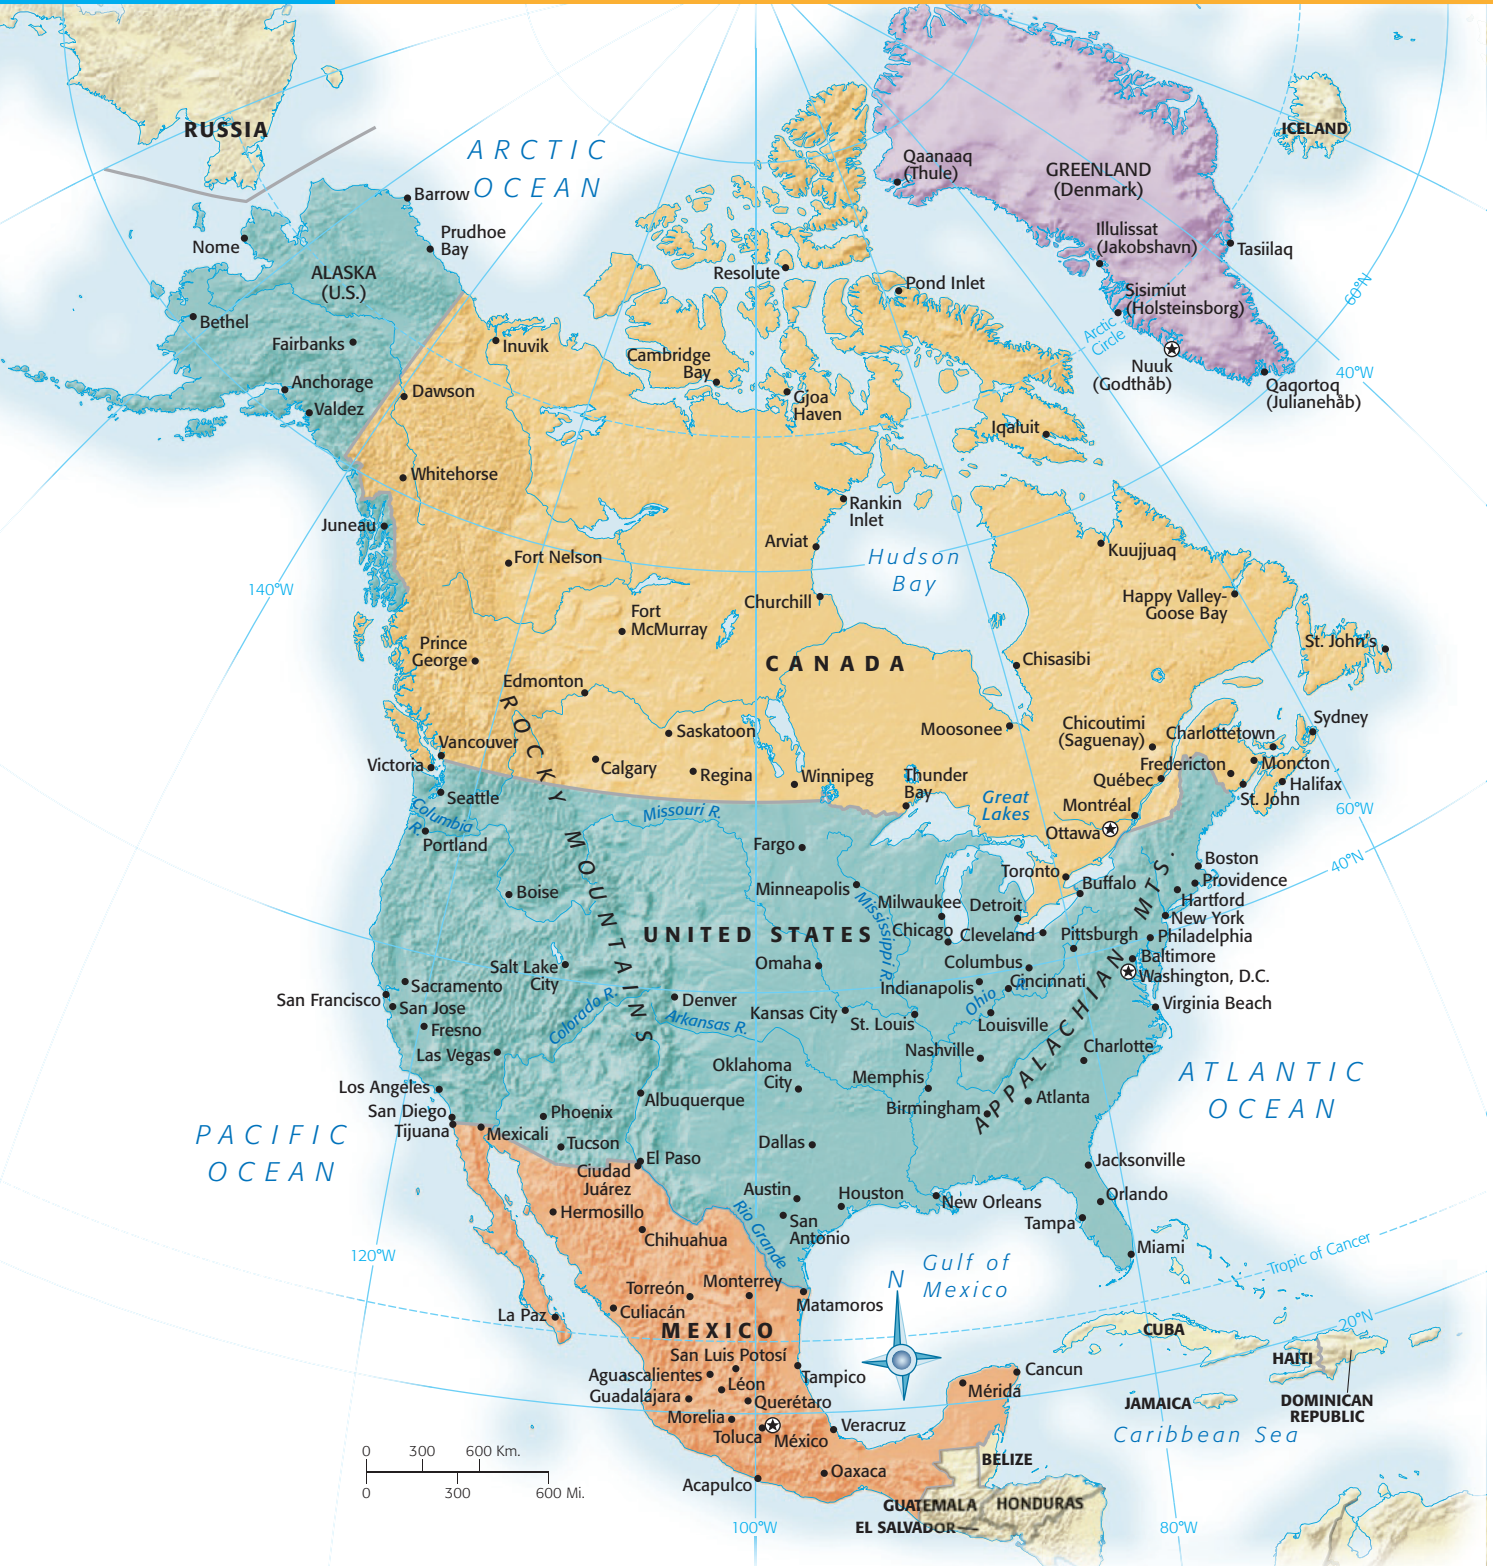 RUSSIA
ARCTIC
OCEAN
ICELAND
Qaanaaq
(Thule)
GREENLAND
(Denmark)
Barrow
Prudhoe
Bay
Nome
Illulissat
(Jakobshavn)
Tasiilaq
ALASKA
(U.S.)
Resolute
Pond Inlet
Sisimiut
(Holsteinsborg)
60°N
Bethel
Fairbanks
Inuvik
Cambridge
Bay
Arctic
Circle
Nuuk
(Godthåb)
40°W
Anchorage
Dawson
Gjoa
Haven
Qaqortoq
(Julianehåb)
Valdez
Iqaluit
Whitehorse
Rankin
Inlet
Juneau
Arviat
Hudson
Bay
Kuujjuaq
Fort Nelson
140°W
Churchill
Happy Valley-
Goose Bay
Fort
McMurray
Prince
George
CANADA
Chisasibi
St. John's
Edmonton
ROCKY MOUNTAINS
Saskatoon
Moosonee
Chicoutimi
(Saguenay)
Charlottetown
Sydney
Vancouver
Victoria
Calgary
Regina
Winnipeg
Thunder
Bay
Fredericton
Moncton
Québec
Halifax
St. John
Seattle
Great
Lakes
Montréal
60°W
Columbia
R.
Missouri R.
Ottawa
Portland
Fargo
40°N
Boston
Toronto
Buffalo
Providence
Boise
Minneapolis
Mississippi R.
Milwaukee
Detroit
Hartford
New York
UNITED STATES
Chicago
Cleveland
Pittsburgh
Philadelphia
APPALACHIAN MTS.
Baltimore
Salt Lake
City
Omaha
Columbus
Washington, D.C.
Sacramento
Indianapolis
Cincinnati
San Francisco
San Jose
Colorado R.
Denver
Kansas City
St. Louis
Ohio R.
Virginia Beach
Fresno
Arkansas R.
Louisville
Las Vegas
Nashville
Charlotte
Oklahoma
City
Memphis
ATLANTIC
OCEAN
Los Angeles
Albuquerque
Atlanta
San Diego
Phoenix
Birmingham
Tijuana
Mexicali
Tucson
Dallas
PACIFIC
OCEAN
El Paso
Ciudad
Juárez
Jacksonville
Austin
Houston
New Orleans
Orlando
Hermosillo
Rio Grande
San
Antonio
Tampa
Chihuahua
Miami
120°W
Gulf of
Mexico
Tropic of Cancer
N
Torreón
Monterrey
Matamoros
La Paz
Culiacán
20°N
MEXICO
CUBA
San Luis Potosí
HAITI
Aguascalientes
Tampico
Cancun
Léon
Mérida
Guadalajara
Querétaro
JAMAICA
DOMINICAN
REPUBLIC
Morelia
Veracruz
Toluca
México
Caribbean Sea
0 300 600 Km.
BELIZE
Oaxaca
Acapulco
0 300 600 Mi.
GUATEMALA
HONDURAS
EL SALVADOR
100°W
80°W